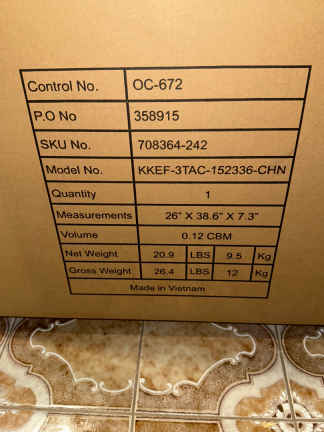 Control No. OC-672
P.O No 358915
SKU No. 708364-242
Model No. KKEF-3TAC-152336-CHN
Quantity 1
Measurements 26" X 38.6" X 7.3"
Volume 0.12 CBM
Net Weight 20.9 LBS 9.5 Kg
Gross Weight 26.4 LBS 12 Kg
Made in Vietnam